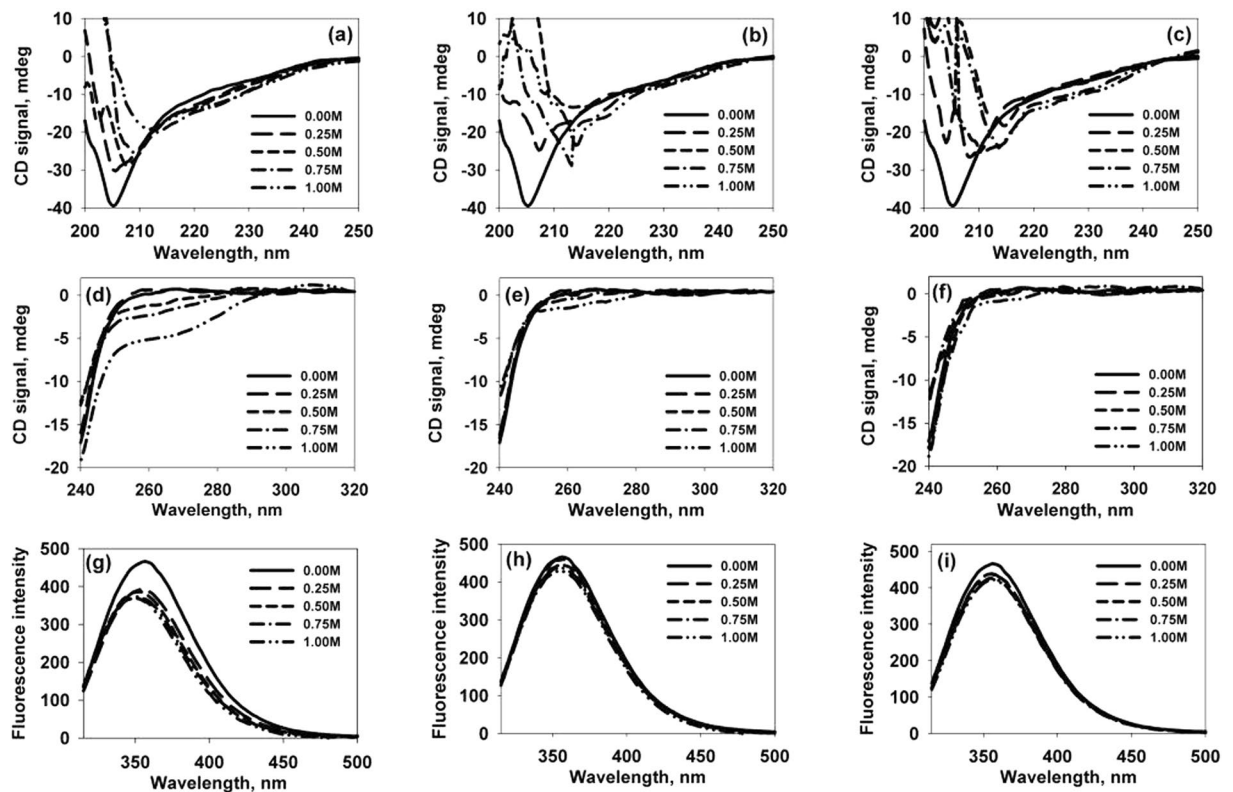 10
0
-10
-20
-30
-40
CD signal, mdeg
(a)
0.00M
0.25M
0.50M
0.75M
1.00M
200 210 220 230 240 250
Wavelength, nm
10
0
-10
-20
-30
-40
CD signal, mdeg
(b)
0.00M
0.25M
0.50M
0.75M
1.00M
200 210 220 230 240 250
Wavelength, nm
10
0
-10
-20
-30
-40
CD signal, mdeg
(c)
0.00M
0.25M
0.50M
0.75M
1.00M
200 210 220 230 240 250
Wavelength, nm
0
-5
-10
-15
-20
CD signal, mdeg
(d)
0.00M
0.25M
0.50M
0.75M
1.00M
240 260 280 300 320
Wavelength, nm
0
-5
-10
-15
-20
CD signal, mdeg
(e)
0.00M
0.25M
0.50M
0.75M
1.00M
240 260 280 300 320
Wavelength, nm
0
-5
-10
-15
-20
CD signal, mdeg
(f)
0.00M
0.25M
0.50M
0.75M
1.00M
240 260 280 300 320
Wavelength, nm
500
400
300
200
100
0
Fluorescence intensity
(g)
0.00M
0.25M
0.50M
0.75M
1.00M
350 400 450 500
Wavelength, nm
500
400
300
200
100
0
Fluorescence intensity
(h)
0.00M
0.25M
0.50M
0.75M
1.00M
350 400 450 500
Wavelength, nm
500
400
300
200
100
0
Fluorescence intensity
(i)
0.00M
0.25M
0.50M
0.75M
1.00M
350 400 450 500
Wavelength, nm